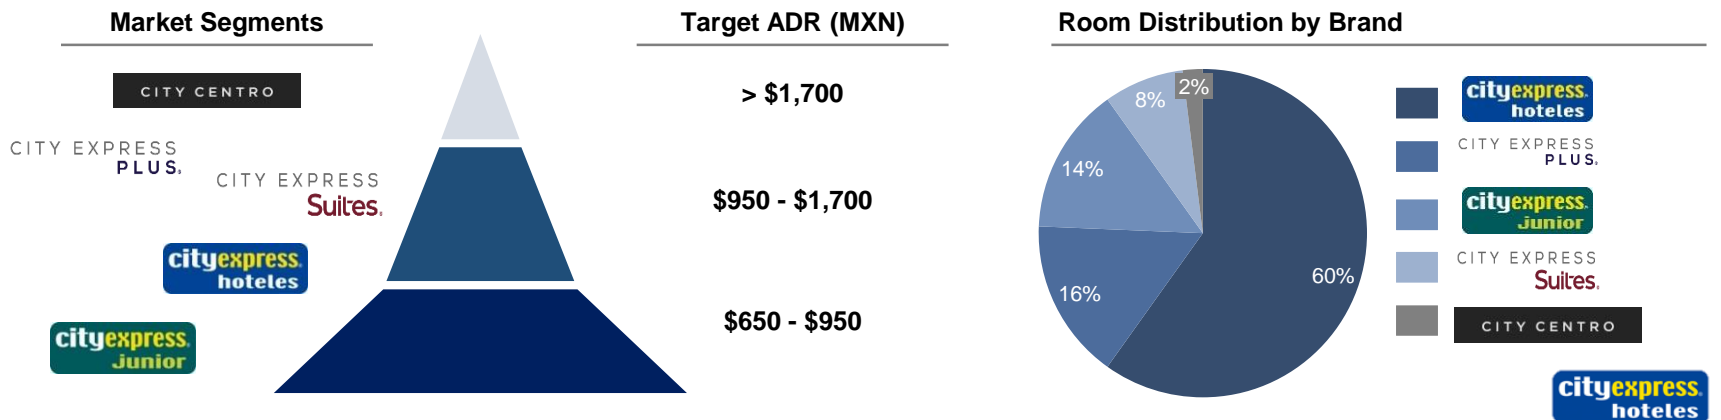 Market Segments
CITY CENTRO
CITY EXPRESS
PLUS.
CITY EXPRESS
Suites.
cityexpress.
hoteles
cityexpress.
junior
Target ADR (MXN)
> $1,700
$950 - $1,700
$650 - $950
Room Distribution by Brand
2%
8%
14%
16%
60%
cityexpress.
hoteles
CITY EXPRESS
PLUS.
cityexpress.
junior
CITY EXPRESS
Suites.
CITY CENTRO
cityexpress.
hoteles